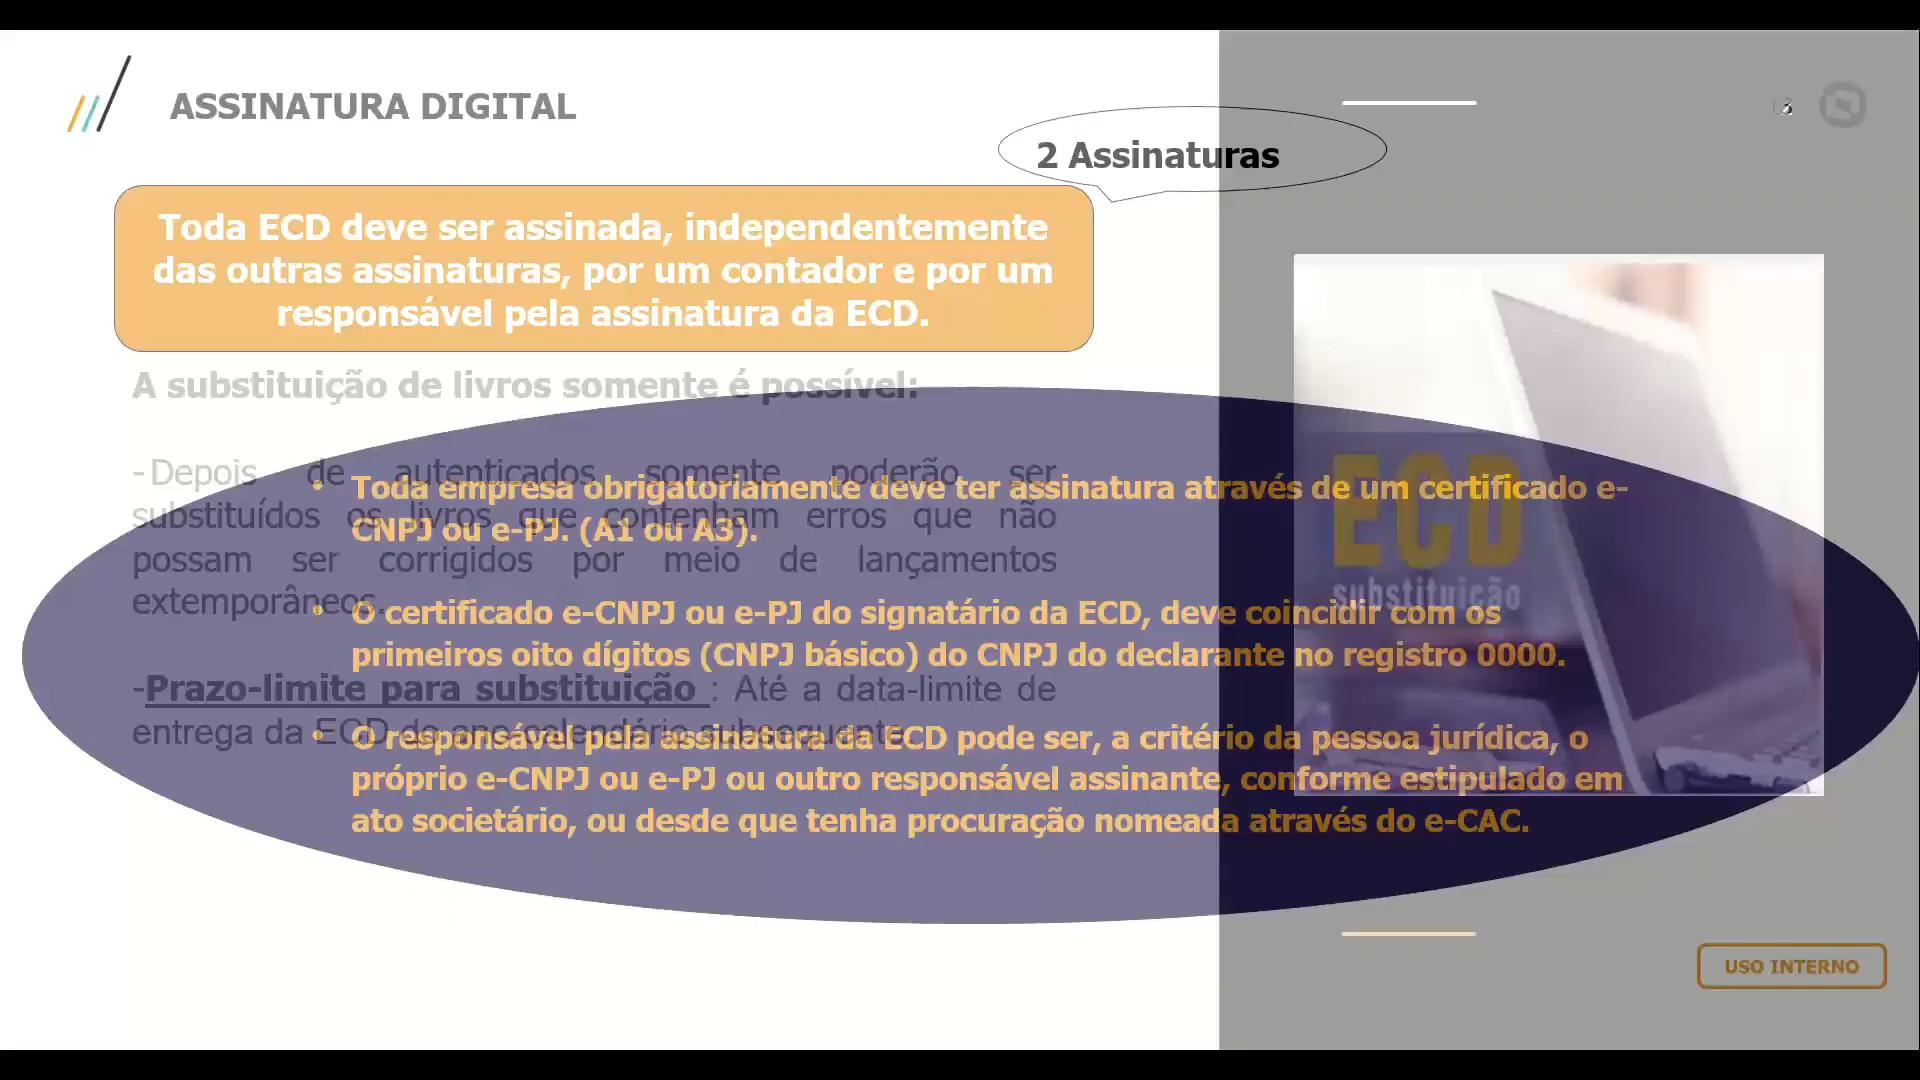 ASSINATURA DIGITAL
2 Assinaturas
Toda ECD deve ser assinada, independentemente
das outras assinaturas, por um contador e por um
responsável pela assinatura da ECD.
A substituição de livros somente é possível:
-Depois de autenticados somente poderão ser
substituídos os livros que contenham erros que não
possam ser corrigidos por meio de lançamentos
extemporâneos.
-Prazo-limite para substituição : Até a data-limite de
entrega da ECD do ano calendário subsequente
• Toda empresa obrigatoriamente deve ter assinatura através de um certificado e-
CNPJ ou e-PJ. (A1 ou A3).
• O certificado e-CNPJ ou e-PJ do signatário da ECD, deve coincidir com os
primeiros oito dígitos (CNPJ básico) do CNPJ do declarante no registro 0000.
• O responsável pela assinatura da ECD pode ser, a critério da pessoa jurídica, o
próprio e-CNPJ ou e-PJ ou outro responsável assinante, conforme estipulado em
ato societário, ou desde que tenha procuração nomeada através do e-CAC.
ECD
substituição
USO INTERNO